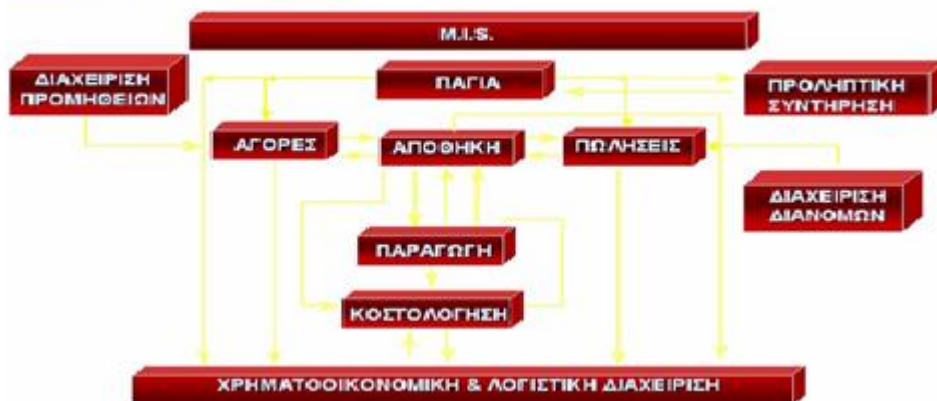 M.I.S.
ΔΙΑΧΕΙΡΙΣΗ
ΠΡΟΜΗΘΕΙΩΝ
ΠΑΓΙΑ
ΠΡΟΛΗΠΤΙΚΗ
ΣΥΝΤΗΡΗΣΗ
ΑΓΟΡΕΣ
ΑΠΟΘΗΚΗ
ΠΩΛΗΣΕΙΣ
ΔΙΑΧΕΙΡΙΣΗ
ΔΙΑΝΟΜΩΝ
ΠΑΡΑΓΩΓΗ
ΚΟΣΤΟΛΟΓΗΣΗ
ΧΡΗΜΑΤΟΟΙΚΟΝΟΜΙΚΗ & ΛΟΓΙΣΤΙΚΗ ΔΙΑΧΕΙΡΙΣΗ